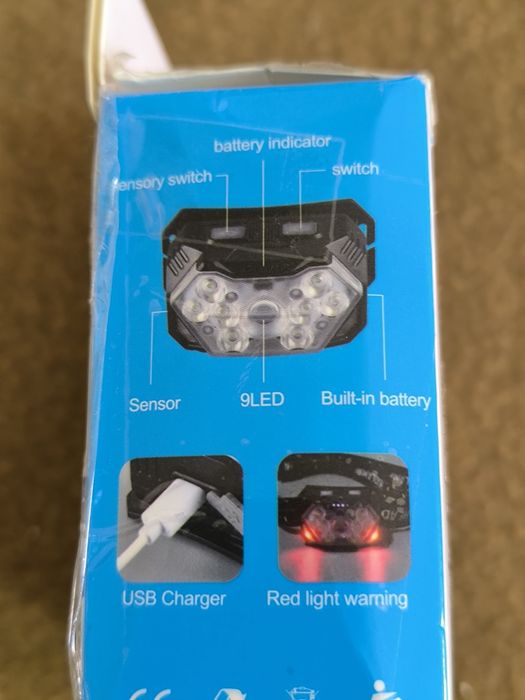 battery indicator
sensory switch
switch
Sensor
9LED
Built-in battery
USB Charger
Red light warning